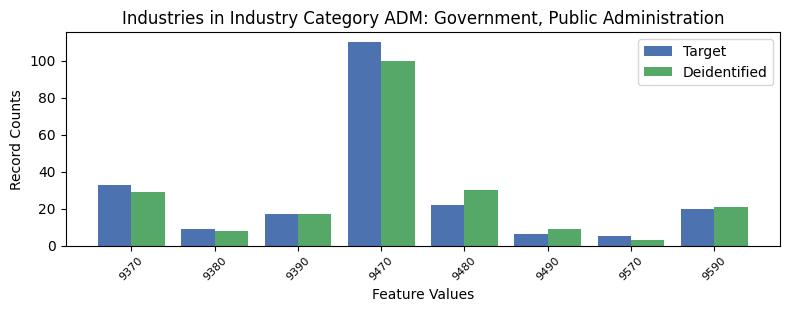 Industries in Industry Category ADM: Government, Public Administration
Target
Deidentified
Record Counts
100
80
60
40
20
0
9370
9380
9390
9470
9480
9490
9570
9590
Feature Values